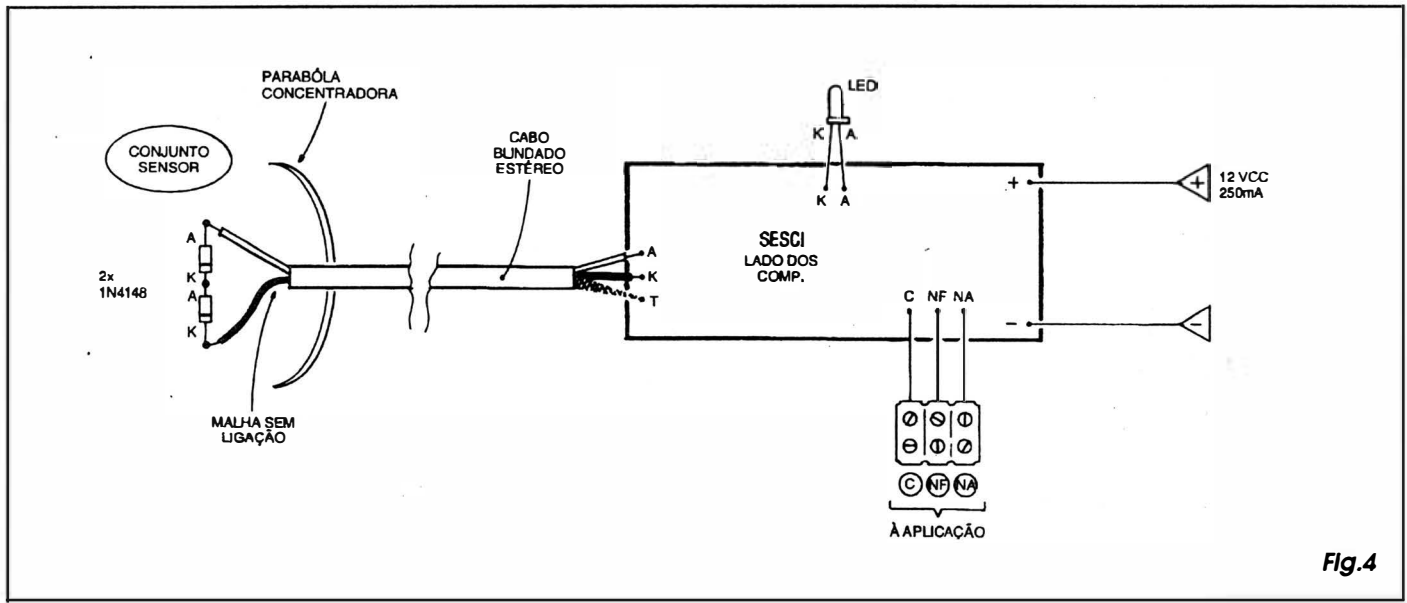 PARABÔLA
CONCENTRADORA
CONJUNTO
SENSOR
CABO
BLINDADO
ESTÉREO
LED
K A
K A
+
+
12 VCC
250mA
A
K
A
K
2x
1N4148
A
K
T
SESCI
LADO DOS
COMP.
C NF NA
-
-
MALHA SEM
LIGAÇÃO
C NF NA
À APLICAÇÃO
Fig.4